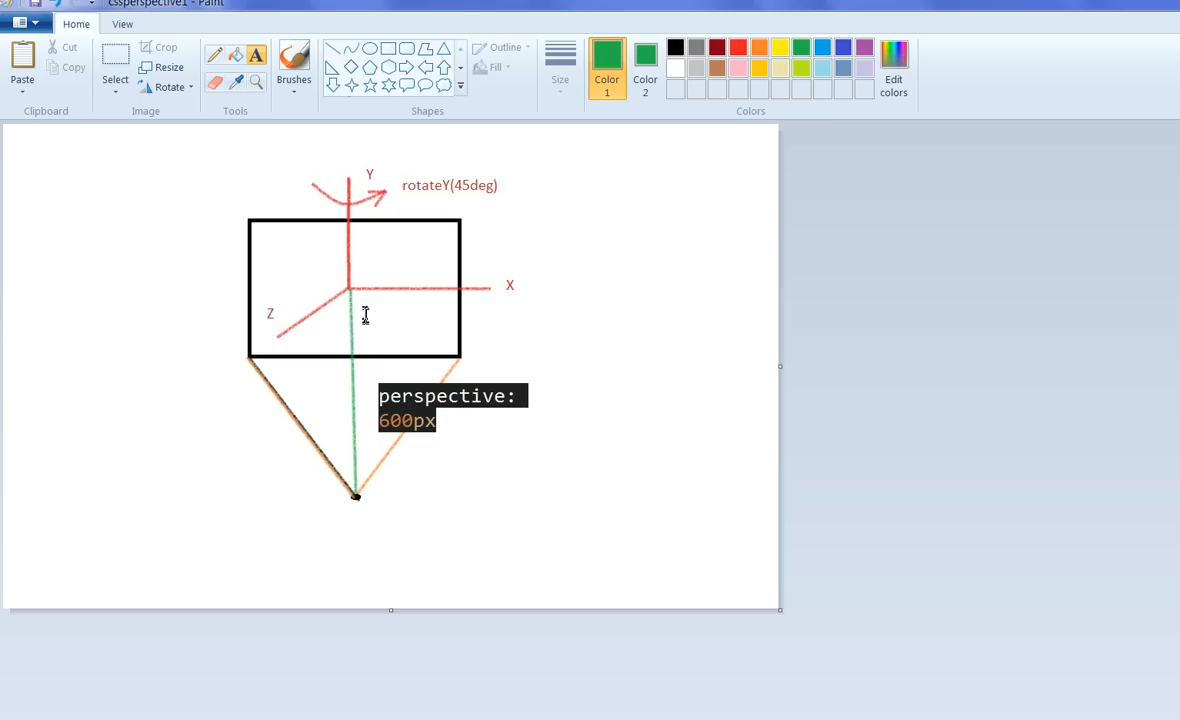 cssperspective1 - Paint
Home View
Paste
Cut
Copy
Clipboard
Select
Crop
Resize
Rotate
Image
A
Tools
Brushes
Outline
Fill
Shapes
Size
Color 1
Color 2
Edit colors
Colors
Y
rotateY(45deg)
X
Z
perspective:
600px